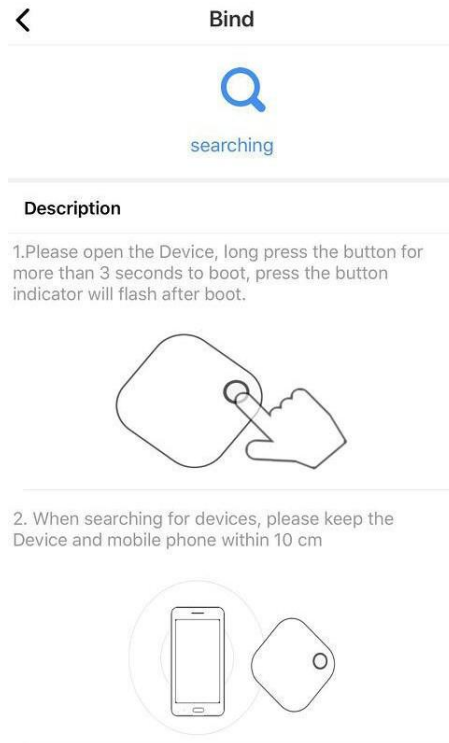 Bind
searching
Description
1.Please open the Device, long press the button for
more than 3 seconds to boot, press the button
indicator will flash after boot.
2. When searching for devices, please keep the
Device and mobile phone within 10 cm